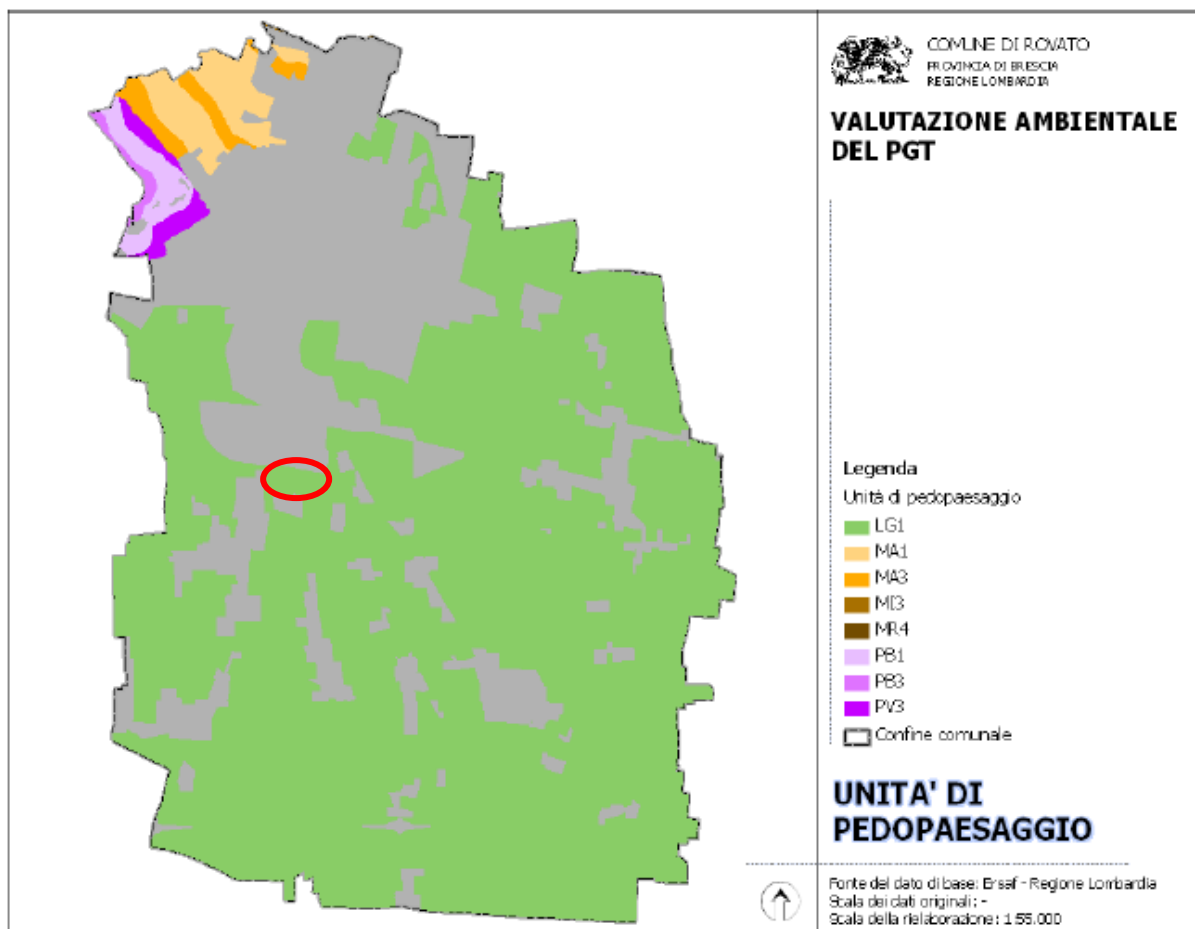 COMUNE DI ROVATO
PROVINCIA DI BRESCIA
REGIONE LOMBARDIA
VALUTAZIONE AMBIENTALE
DEL PGT
Legenda
Unità di pedopaesaggio
LG1
MA1
MA3
MI3
MR4
PB1
PB3
PV3
Confine comunale
UNITA' DI
PEDOPAESAGGIO
Fonte del dato di base: Ersaf - Regione Lombardia
Scala dei dati originali: -
Scala della rielaborazione: 1:55.000